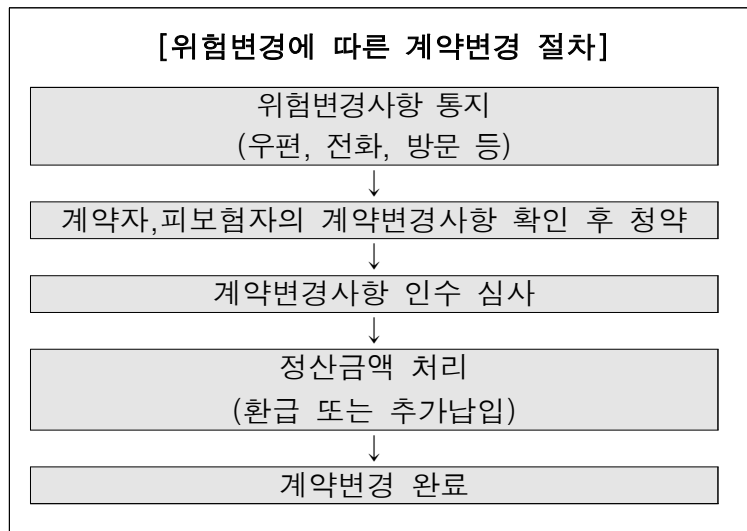 [위험변경에 따른 계약변경 절차]
위험변경사항 통지
(우편, 전화, 방문 등)
↓
계약자,피보험자의 계약변경사항 확인 후 청약
↓
계약변경사항 인수 심사
↓
정산금액 처리
(환급 또는 추가납입)
↓
계약변경 완료